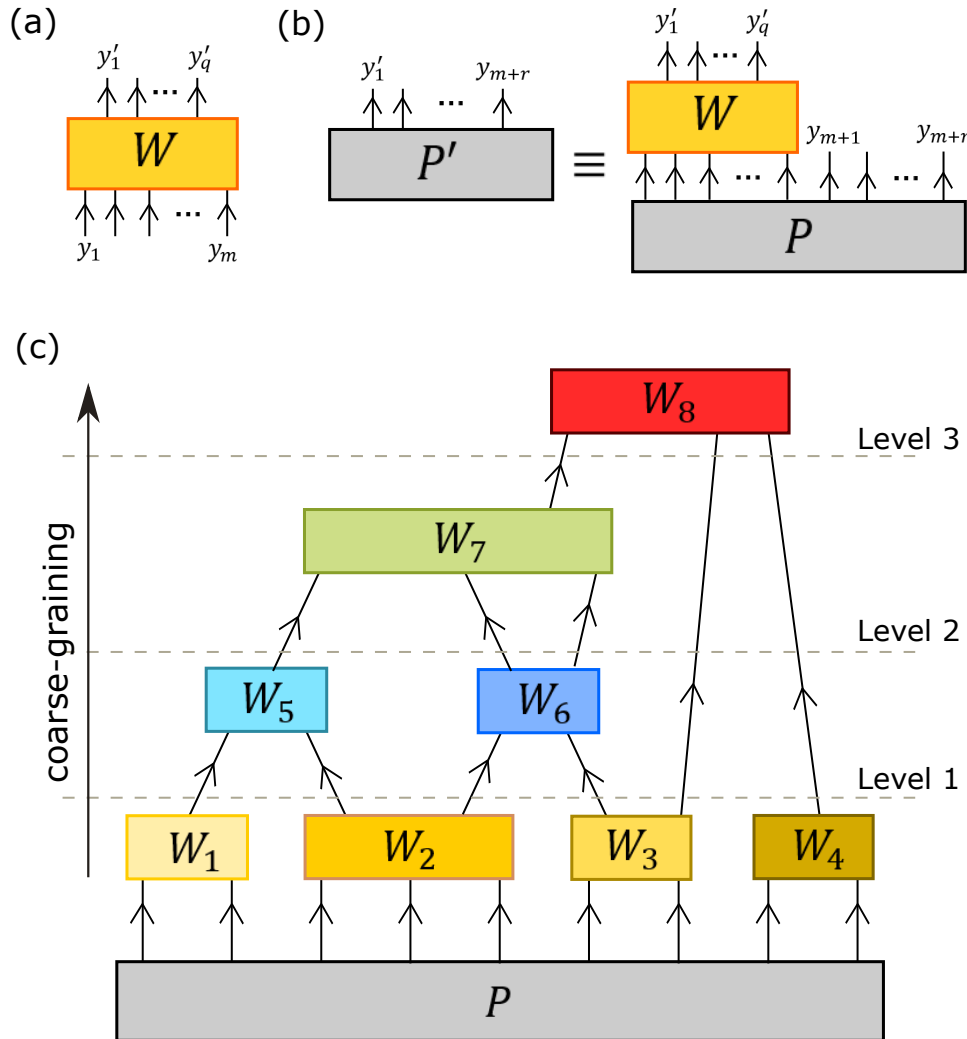 (a)
y′₁ ... y′q
W
y₁ ... yₘ
(b)
y′₁ ... yₘ₊ᵣ
P′
≡
y′₁ ... y′q
W
yₘ₊₁ ... yₘ₊ᵣ
...
P
(c)
coarse-graining
W₈
Level 3
W₇
Level 2
W₅ W₆
Level 1
W₁ W₂ W₃ W₄
P